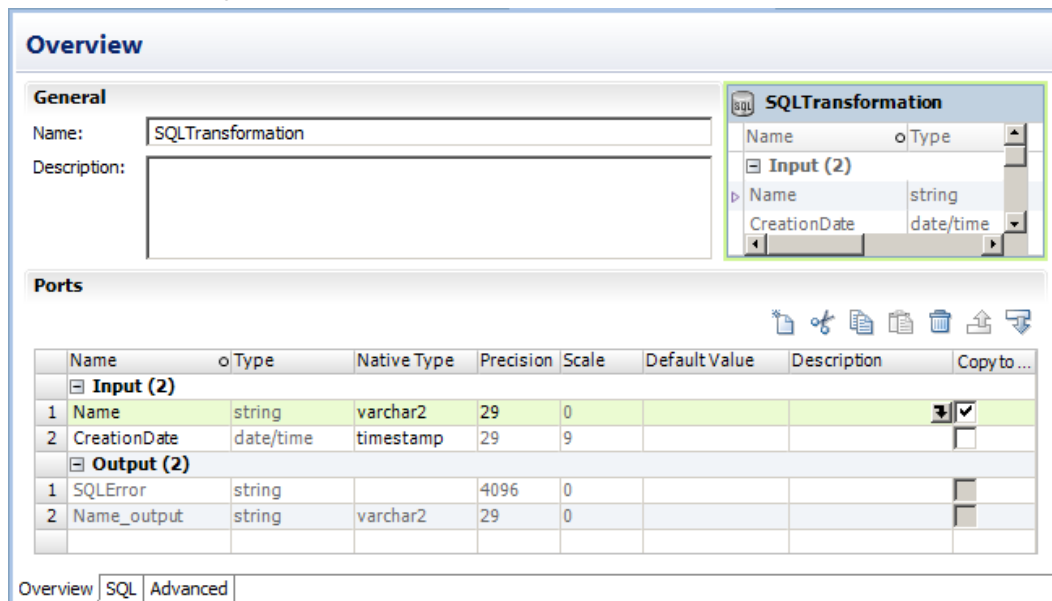 Overview
General
Name: SQLTransformation
Description:
sql SQLTransformation
Name Type
Input (2)
Name string
CreationDate date/time
Ports
Name Type Native Type Precision Scale Default Value Description Copy to ...
Input (2)
1 Name string varchar2 29 0
2 CreationDate date/time timestamp 29 9
Output (2)
1 SQLError string 4096 0
2 Name_output string varchar2 29 0
Overview SQL Advanced